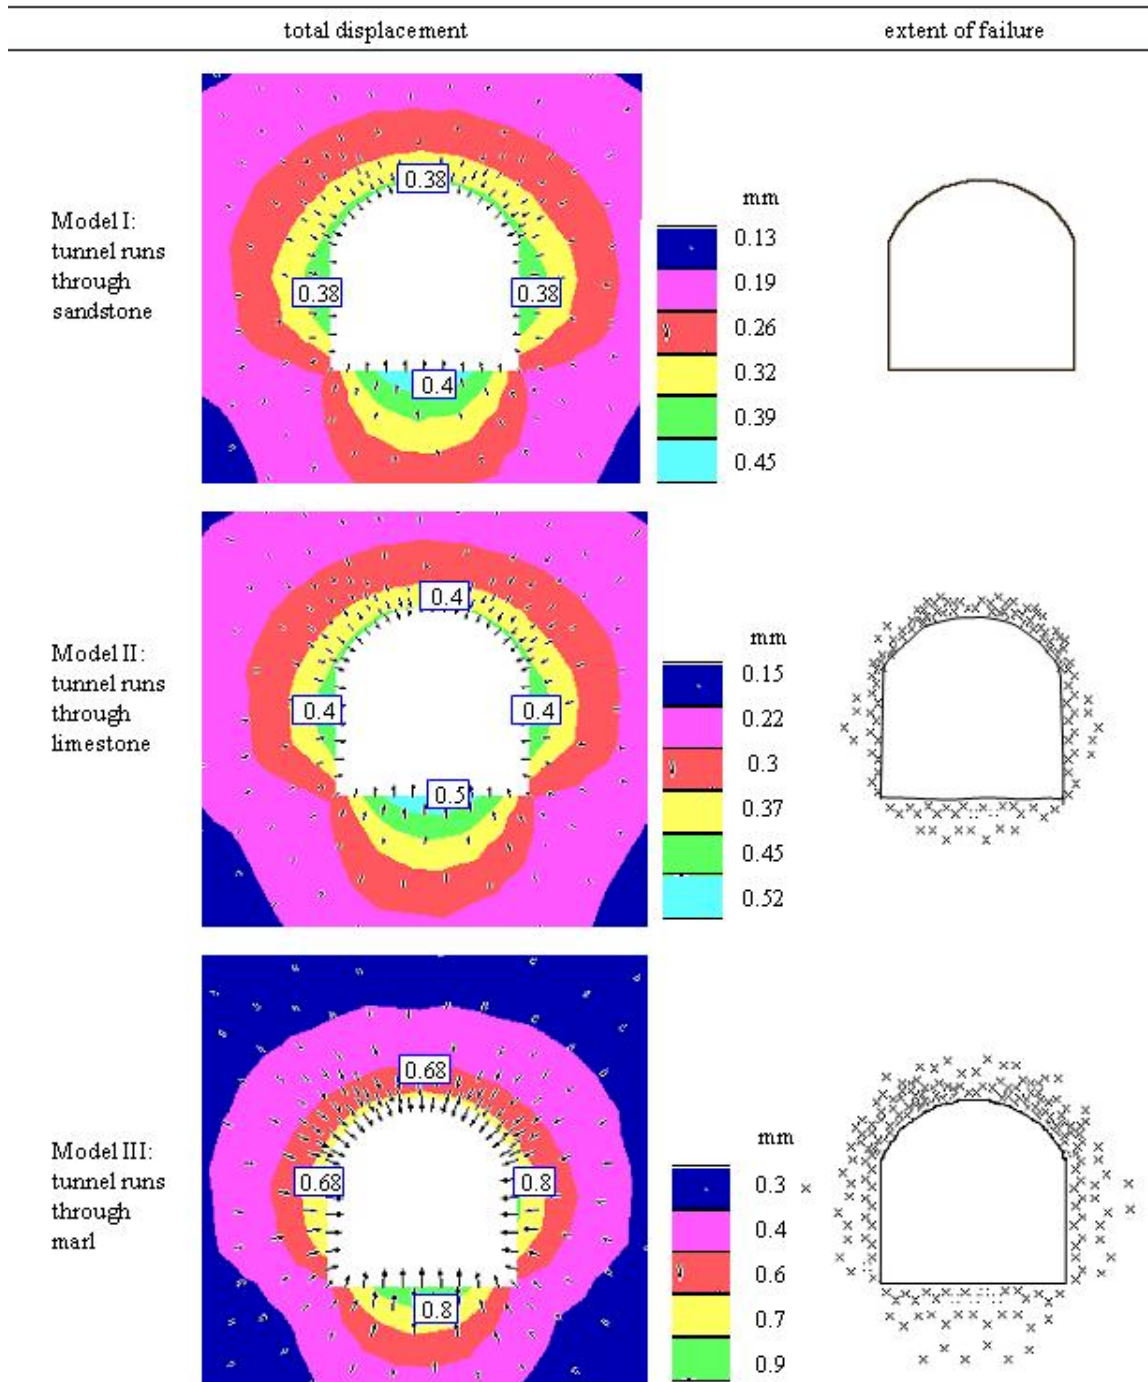 total displacement
extent of failure
0.38
0.38
0.38
0.4
Model I:
tunnel runs
through
sandstone
mm
0.13
0.19
0.26
0.32
0.39
0.45
0.4
0.4
0.4
0.5
Model II:
tunnel runs
through
limestone
mm
0.15
0.22
0.3
0.37
0.45
0.52
0.68
0.68
0.8
0.8
Model III:
tunnel runs
through
marl
mm
0.3
0.4
0.6
0.7
0.9